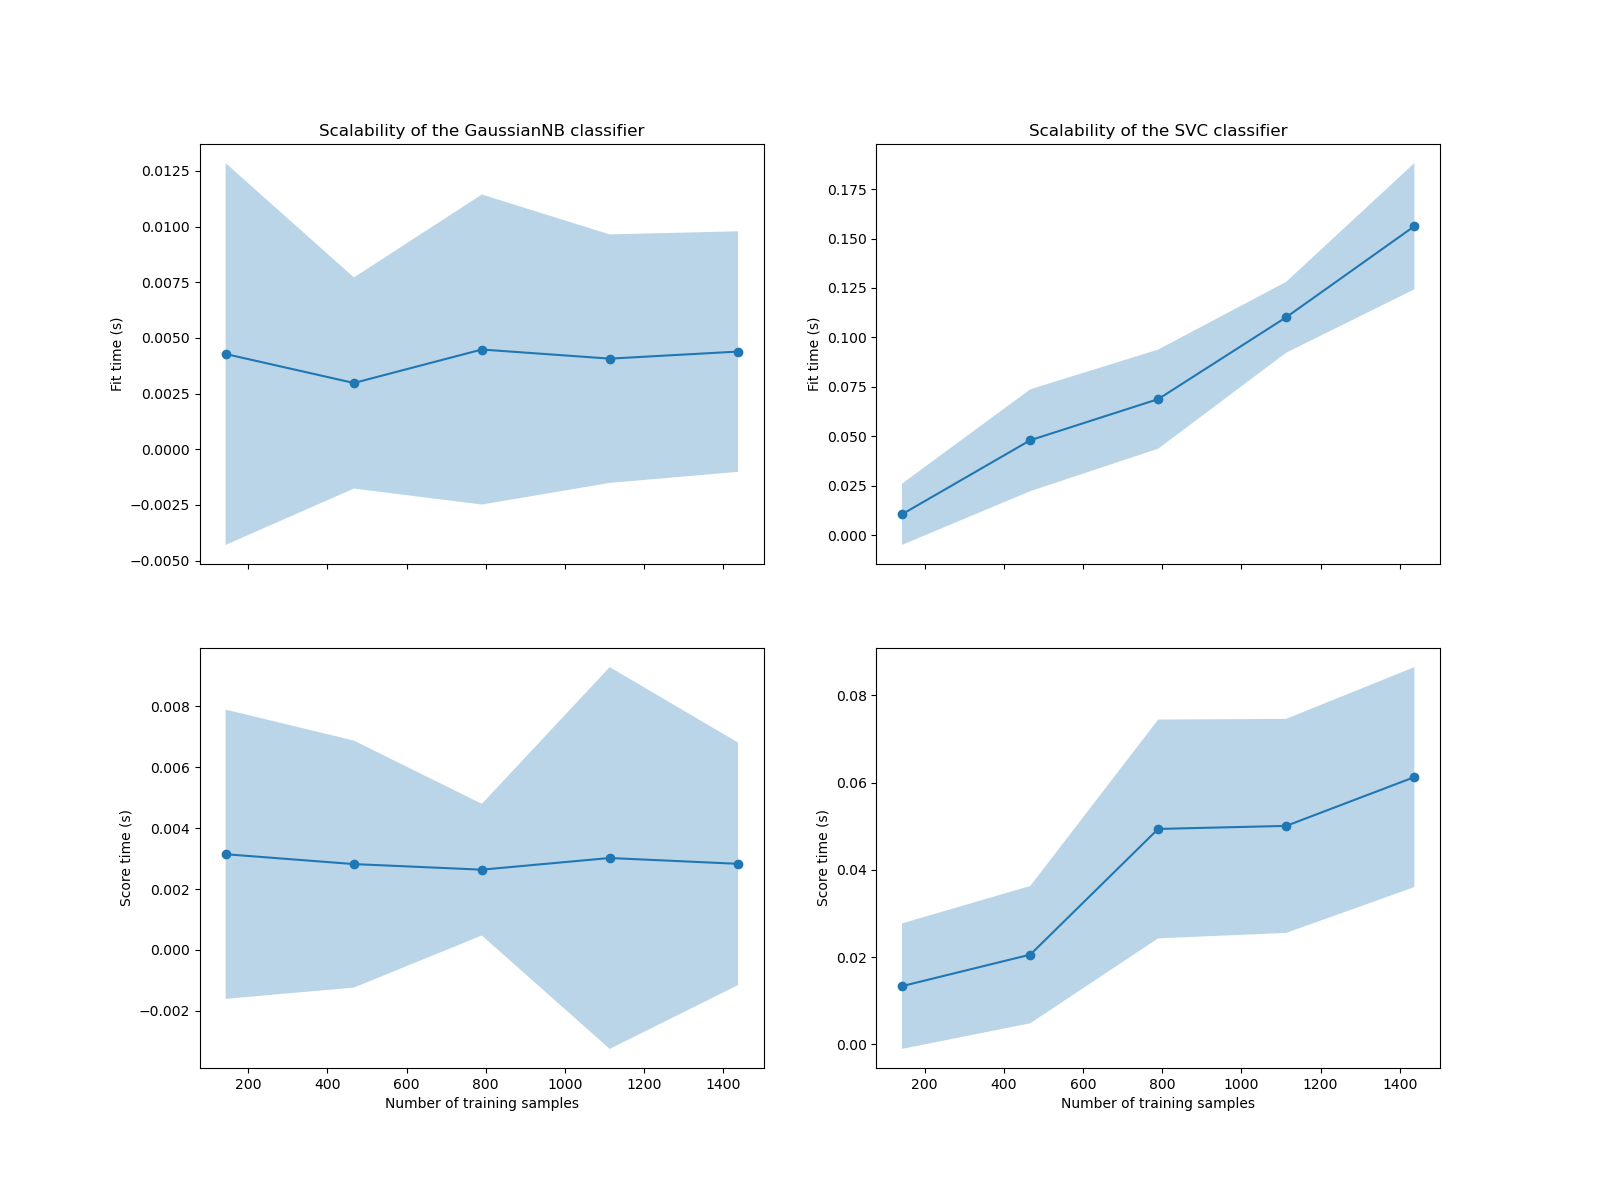 Scalability of the GaussianNB classifier
Fit time (s)
0.0125
0.0100
0.0075
0.0050
0.0025
0.0000
−0.0025
−0.0050
Scalability of the SVC classifier
Fit time (s)
0.175
0.150
0.125
0.100
0.075
0.050
0.025
0.000
Score time (s)
0.008
0.006
0.004
0.002
0.000
−0.002
200 400 600 800 1000 1200 1400
Number of training samples
Score time (s)
0.08
0.06
0.04
0.02
0.00
200 400 600 800 1000 1200 1400
Number of training samples